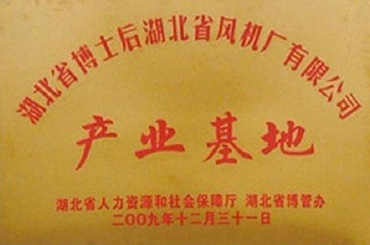 湖北省博士后湖北省风机厂有限公司
产业基地
湖北省人力资源和社会保障厅 湖北省博管办
二〇〇九年十二月三十一日